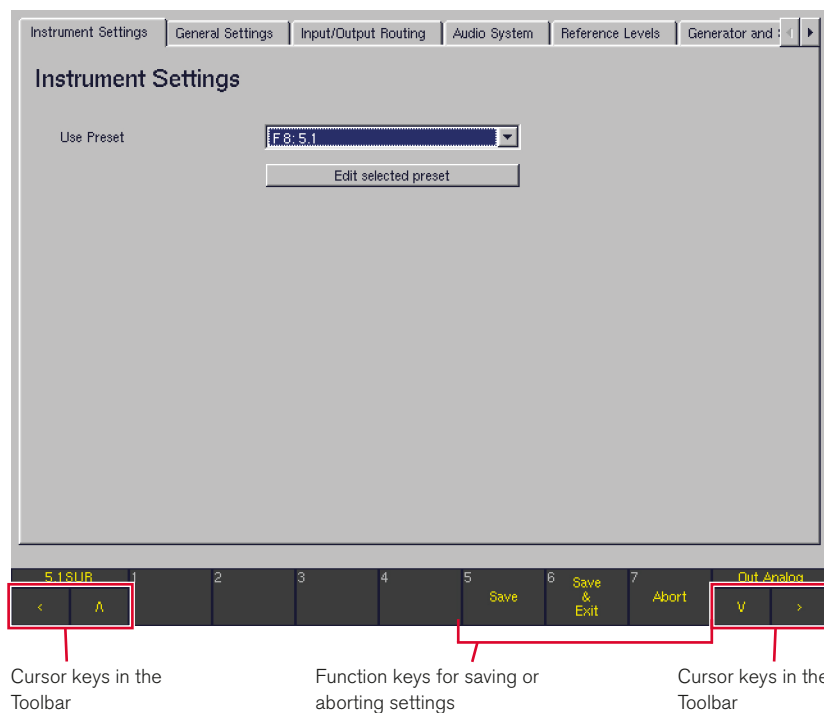 Instrument Settings General Settings Input/Output Routing Audio System Reference Levels Generator and
Instrument Settings
Use Preset F 8: 5.1
Edit selected preset
5.1SUR 1 2 3 4 5 6 7 Out Analog
< Λ Save Save & Exit Abort V >
Cursor keys in the Toolbar
Function keys for saving or aborting settings
Cursor keys in the Toolbar